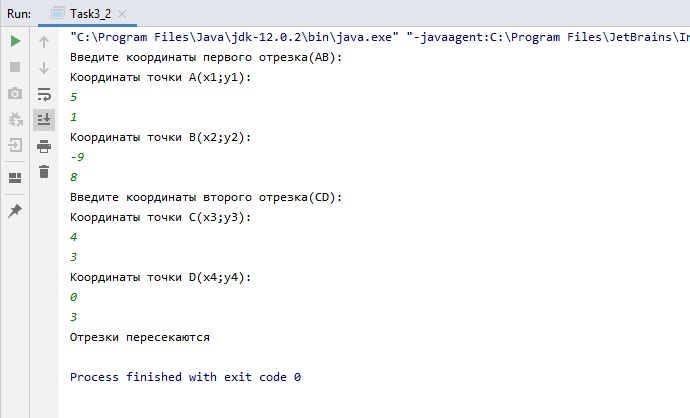 Run: Task3_2
"C:\Program Files\Java\jdk-12.0.2\bin\java.exe" "-javaagent:C:\Program Files\JetBrains\In
Введите координаты первого отрезка(AB):
Координаты точки A(x1;y1):
5
1
Координаты точки B(x2;y2):
-9
8
Введите координаты второго отрезка(CD):
Координаты точки C(x3;y3):
4
3
Координаты точки D(x4;y4):
0
3
Отрезки пересекаются
Process finished with exit code 0